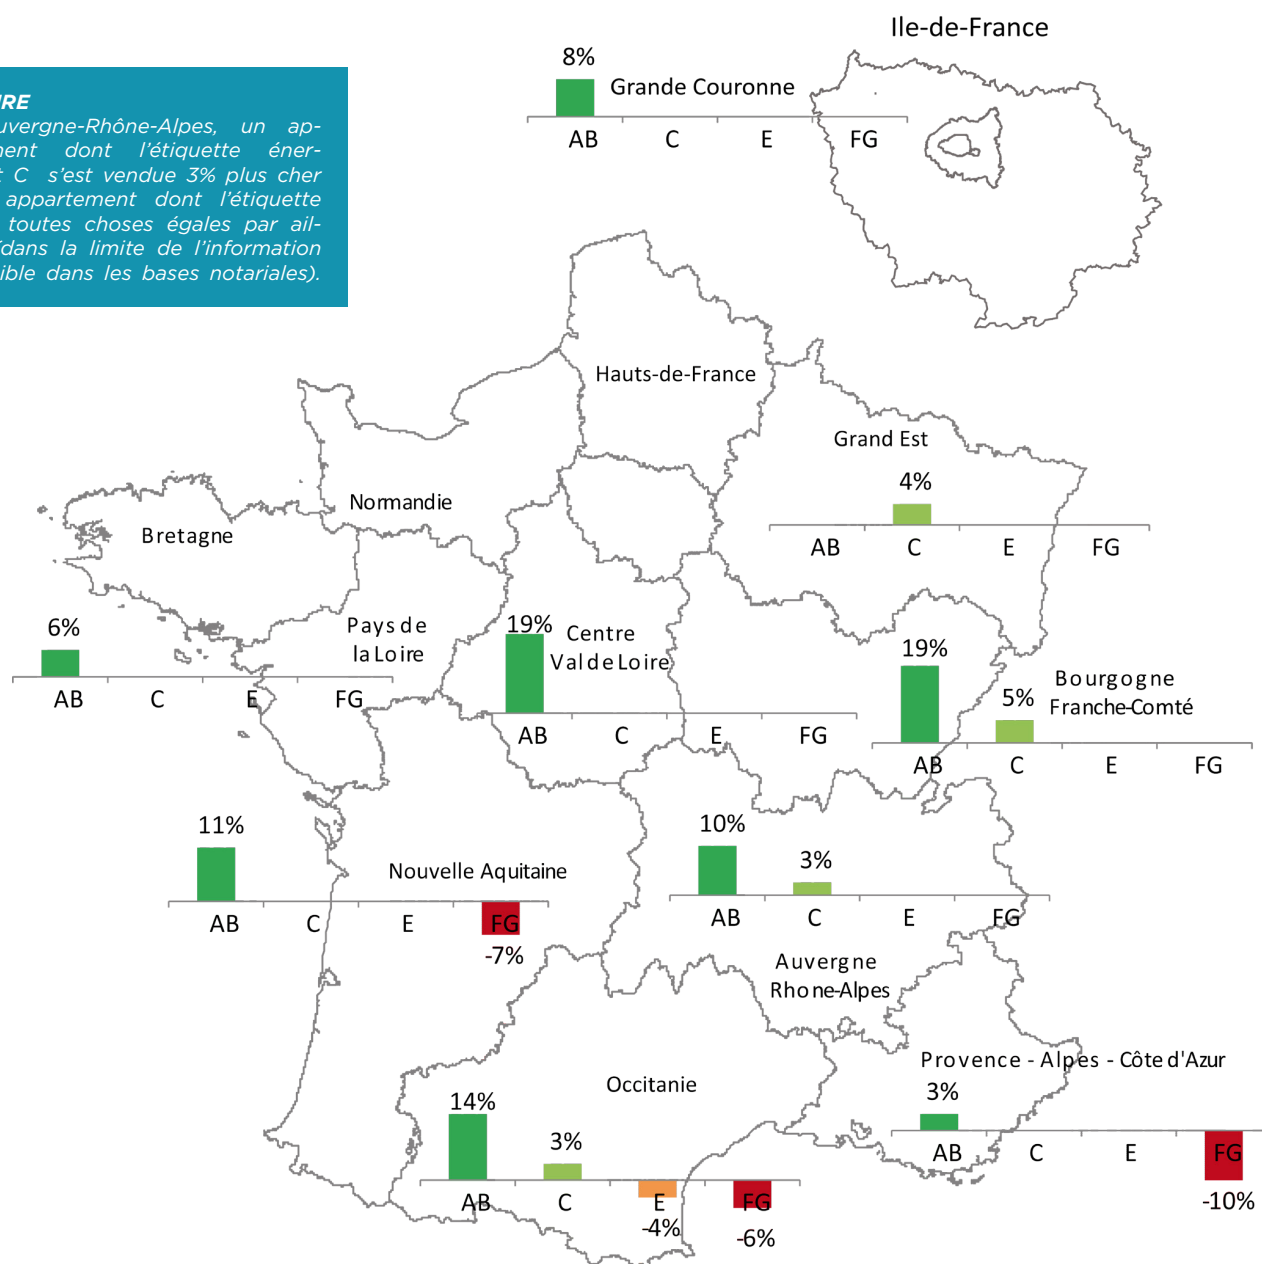 Ile-de-France
8%
Grande Couronne
AB C E FG
uvergne-Rhône-Alpes, un ap-
dont l'étiquette éner-
C s'est vendue 3% plus cher
appartement dont l'étiquette
toutes choses égales par ail-
dans la limite de l'information
dans les bases notariales).
Hauts-de-France
Grand Est
4%
AB C E FG
Normandie
Bretagne
6%
AB C E FG
Pays de
la Loire
19%
Centre
Val de Loire
AB C E FG
19%
5%
Bourgogne
Franche-Comté
AB C E FG
11%
Nouvelle Aquitaine
AB C E FG
-7%
10%
3%
AB C E FG
Auvergne
Rhone-Alpes
Provence - Alpes - Côte d'Azur
3%
AB C E FG
-10%
Occitanie
14%
3%
AB C E FG
-4%
-6%